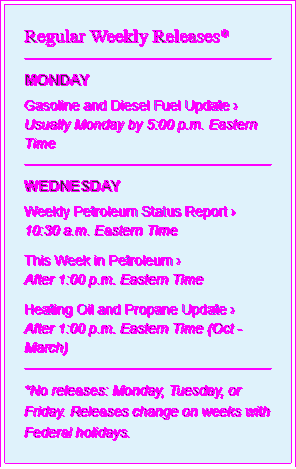 Regular Weekly Releases*
MONDAY
Gasoline and Diesel Fuel Update ›
Usually Monday by 5:00 p.m. Eastern
Time
WEDNESDAY
Weekly Petroleum Status Report ›
10:30 a.m. Eastern Time
This Week in Petroleum ›
After 1:00 p.m. Eastern Time
Heating Oil and Propane Update ›
After 1:00 p.m. Eastern Time (Oct -
March)
*No releases: Monday, Tuesday, or
Friday. Releases change on weeks with
Federal holidays.